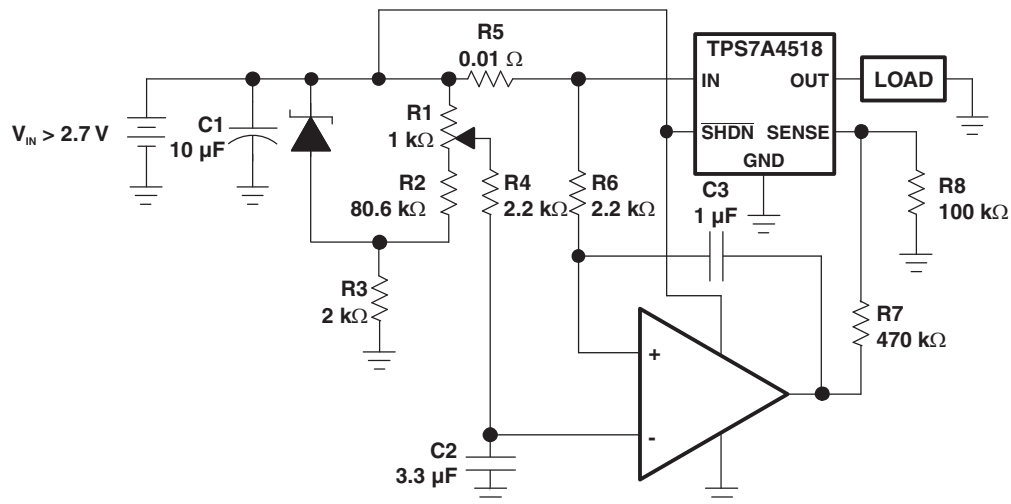 R5
0.01 Ω
TPS7A4518
IN
OUT
LOAD
V_IN > 2.7 V
C1
10 µF
R1
1 kΩ
SHDN
SENSE
GND
R2
80.6 kΩ
R4
2.2 kΩ
R6
2.2 kΩ
C3
1 µF
R8
100 kΩ
R3
2 kΩ
R7
470 kΩ
+
-
C2
3.3 µF